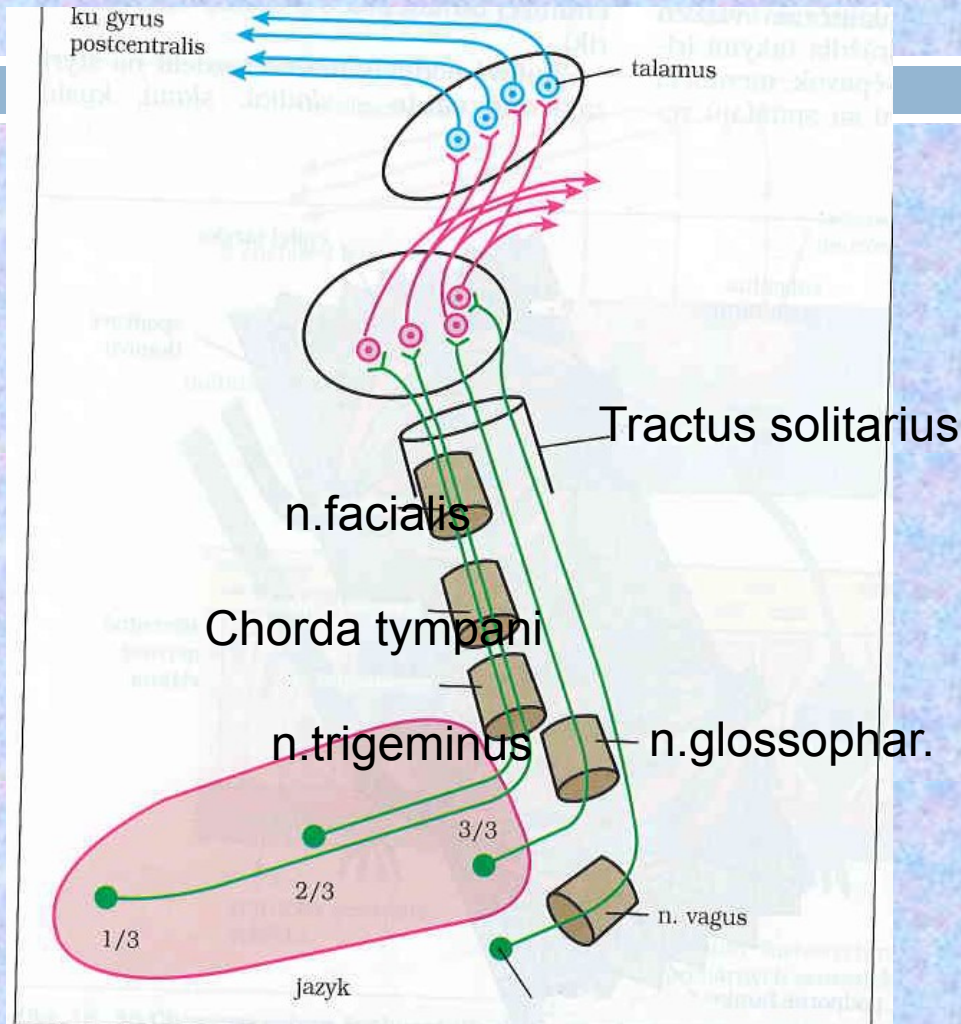 ku gyrus
postcentralis
talamus
Tractus solitarius
n.facialis
Chorda tympani
n.trigeminus
n.glossophar.
3/3
2/3
1/3
n. vagus
jazyk